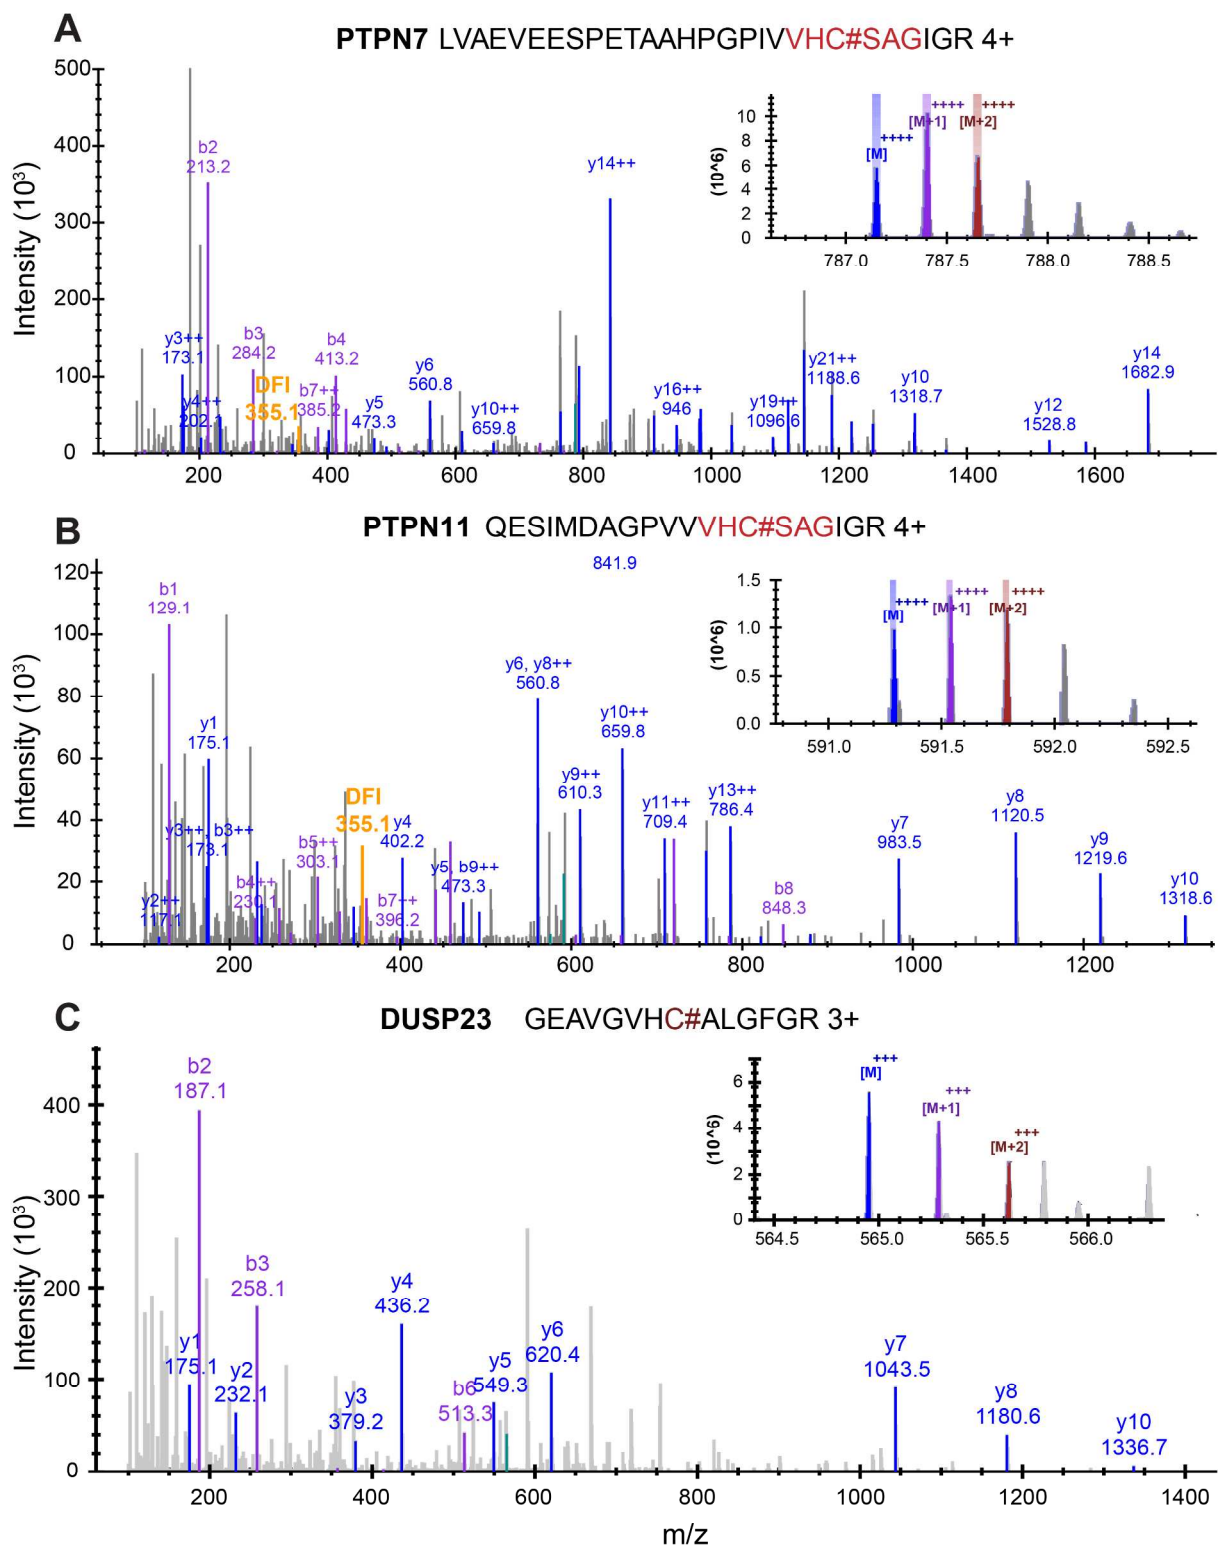 A
PTPN7 LVAEVEESPETAAHPGPIVVHC#SAGIGR 4+
Intensity (10³)
500
400
300
200
100
0
b2
213.2
y14++
y3++
173.1
b3
284.2
b4
413.2
DFI
355.1
b7++
385.2
y4++
202.1
y5
473.3
y6
560.8
y10++
659.8
y16++
946
y19++
1096.6
y21++
1188.6
y10
1318.7
y12
1528.8
y14
1682.9
200 400 600 800 1000 1200 1400 1600
(10^6)
10
8
6
4
2
0
[M]++++
[M+1]++++
[M+2]++++
787.0 787.5 788.0 788.5
B
PTPN11 QESIMDAGPVVVHC#SAGIGR 4+
841.9
Intensity (10³)
120
100
80
60
40
20
0
b1
129.1
y1
175.1
y3++, b3++
173.1
y2++
117.1
b4++
230.1
b5++
303.1
DFI
355.1
y4
402.2
b7++
396.2
y5, b9++
473.3
y6, y8++
560.8
y9++
610.3
y10++
659.8
y11++
709.4
y13++
786.4
b8
848.3
y7
983.5
y8
1120.5
y9
1219.6
y10
1318.6
200 400 600 800 1000 1200
(10^6)
1.5
1.0
0.5
0.0
[M]++++
[M+1]++++
[M+2]++++
591.0 591.5 592.0 592.5
C
DUSP23 GEAVGVHC#ALGFGR 3+
Intensity (10³)
400
300
200
100
0
b2
187.1
b3
258.1
y1
175.1
y2
232.1
y3
379.2
y4
436.2
b6
513.3
y5
549.3
y6
620.4
y7
1043.5
y8
1180.6
y10
1336.7
200 400 600 800 1000 1200 1400
(10^6)
6
4
2
0
[M]+++
[M+1]+++
[M+2]+++
564.5 565.0 565.5 566.0
m/z